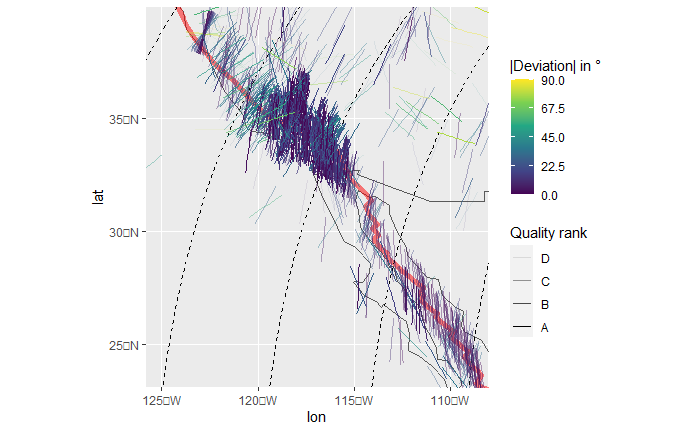 lat
35□N
30□N
25□N
125□W
120□W
115□W
110□W
lon
|Deviation| in °
90.0
67.5
45.0
22.5
0.0
Quality rank
D
C
B
A